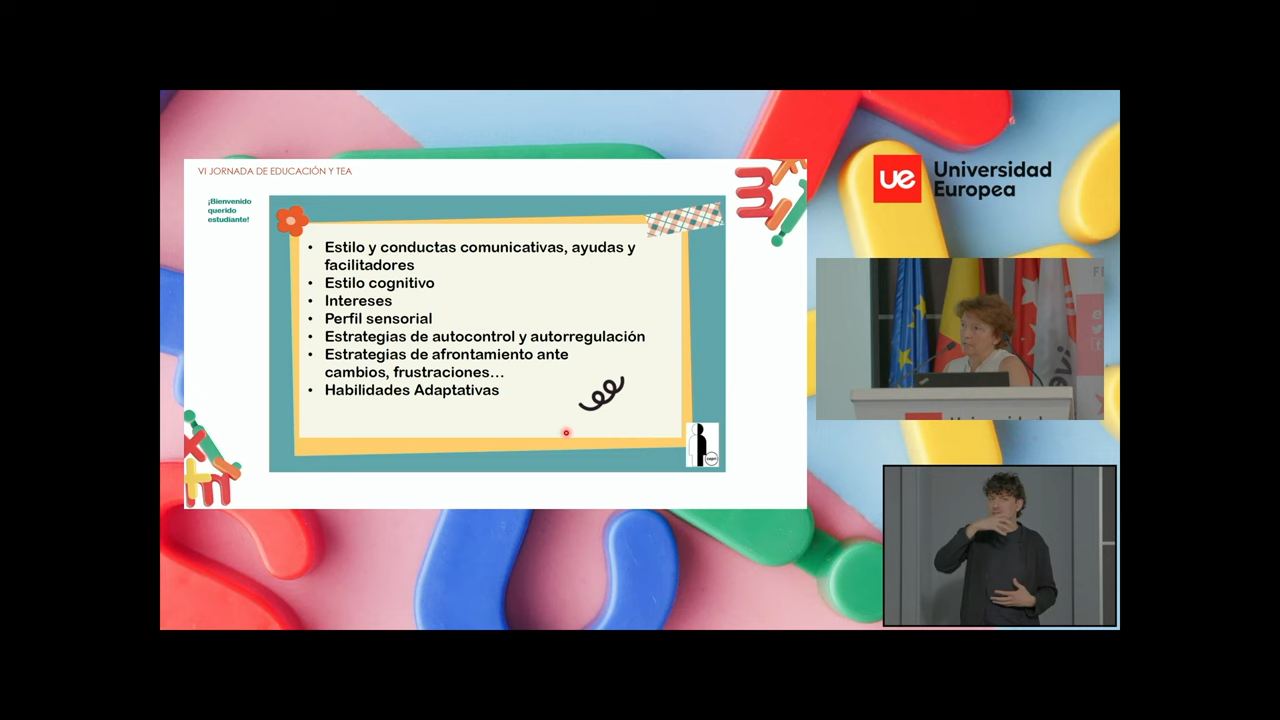 VI JORNADA DE EDUCACIÓN Y TEA
¡Bienvenido
querido
estudiante!
• Estilo y conductas comunicativas, ayudas y
facilitadores
• Estilo cognitivo
• Intereses
• Perfil sensorial
• Estrategias de autocontrol y autorregulación
• Estrategias de afrontamiento ante
cambios, frustraciones...
• Habilidades Adaptativas
ue Universidad
Europea